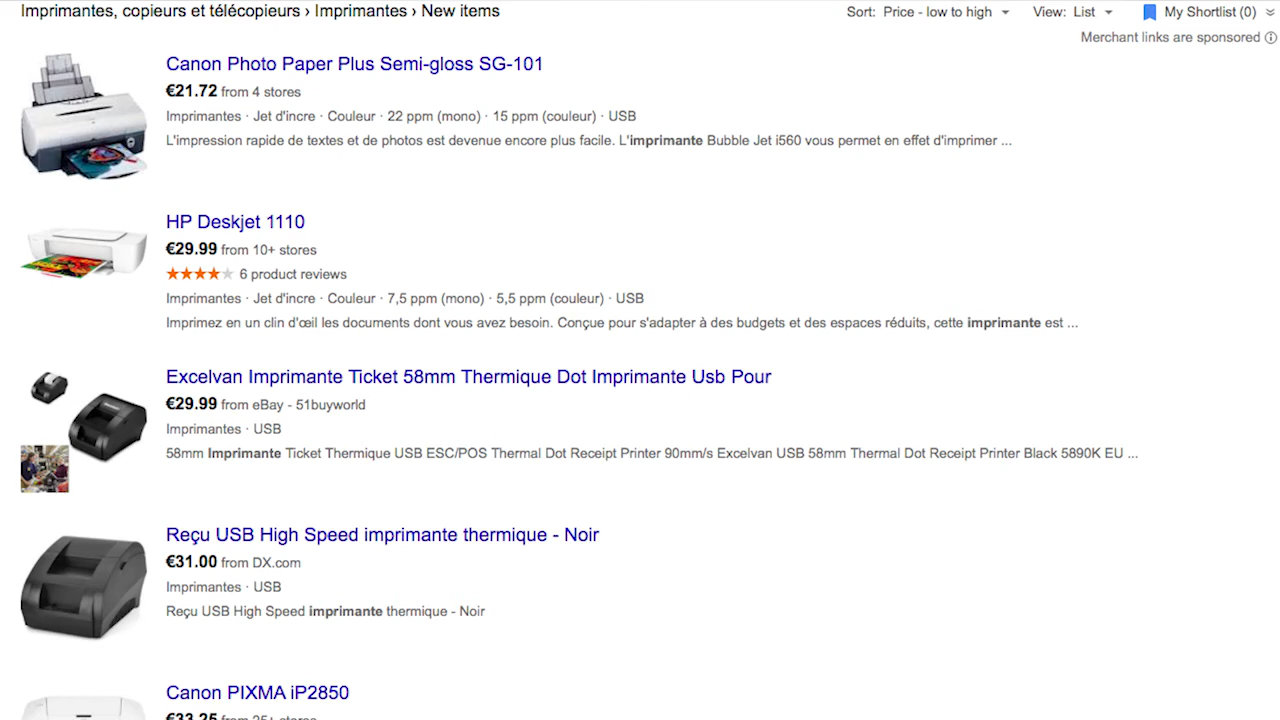 Imprimantes, copieurs et télécopieurs › Imprimantes › New items
Sort: Price - low to high
View: List
My Shortlist (0)
Merchant links are sponsored
Canon Photo Paper Plus Semi-gloss SG-101
€21.72 from 4 stores
Imprimantes · Jet d'incre · Couleur · 22 ppm (mono) · 15 ppm (couleur) · USB
L'impression rapide de textes et de photos est devenue encore plus facile. L'imprimante Bubble Jet i560 vous permet en effet d'imprimer ...
HP Deskjet 1110
€29.99 from 10+ stores
6 product reviews
Imprimantes · Jet d'incre · Couleur · 7,5 ppm (mono) · 5,5 ppm (couleur) · USB
Imprimez en un clin d'œil les documents dont vous avez besoin. Conçue pour s'adapter à des budgets et des espaces réduits, cette imprimante est ...
Excelvan Imprimante Ticket 58mm Thermique Dot Imprimante Usb Pour
€29.99 from eBay - 51buyworld
Imprimantes · USB
58mm Imprimante Ticket Thermique USB ESC/POS Thermal Dot Receipt Printer 90mm/s Excelvan USB 58mm Thermal Dot Receipt Printer Black 5890K EU ...
Reçu USB High Speed imprimante thermique - Noir
€31.00 from DX.com
Imprimantes · USB
Reçu USB High Speed imprimante thermique - Noir
Canon PIXMA iP2850
€33.25 from 25+ stores